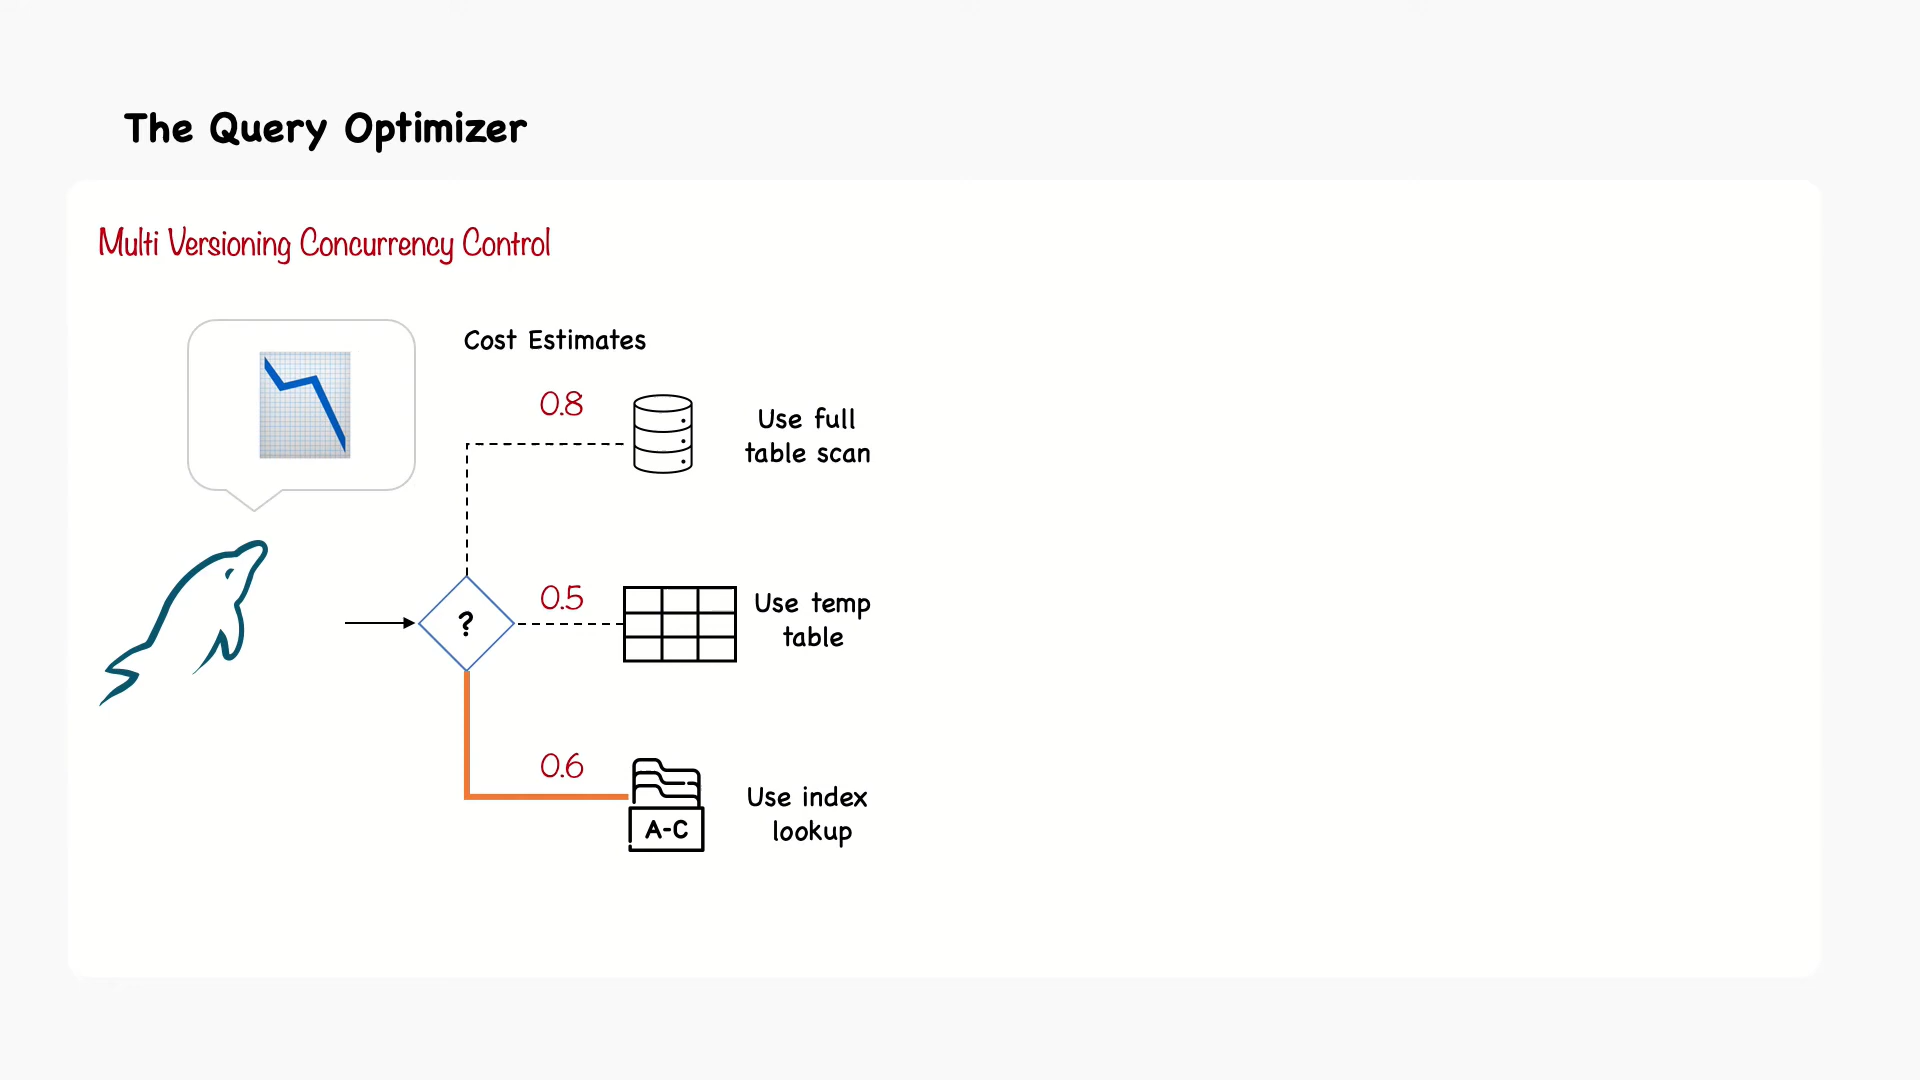 The Query Optimizer
Multi Versioning Concurrency Control
Cost Estimates
0.8
Use full
table scan
?
0.5
Use temp
table
0.6
A-C
Use index
lookup